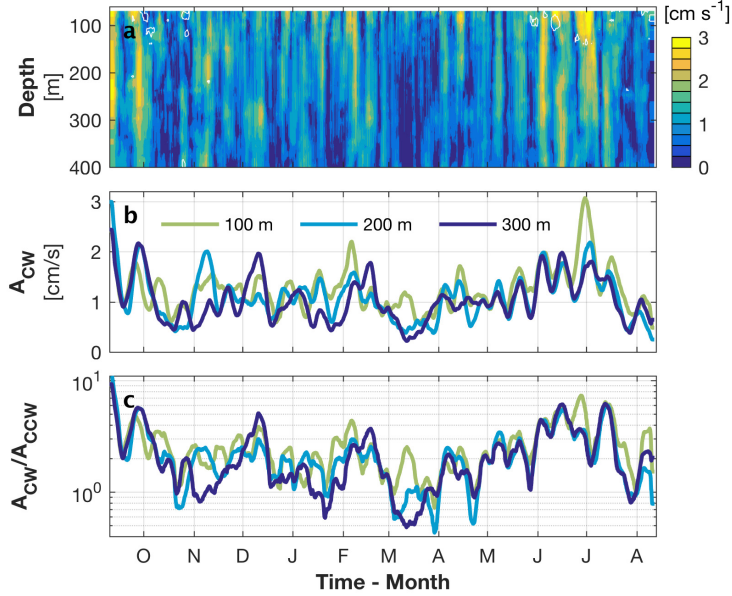 [cm s⁻¹]
a
100
200
300
400
Depth
[m]
3
2
1
0
b
100 m
200 m
300 m
3
2
1
0
A_CW
[cm/s]
c
10¹
10⁰
A_CW/A_CCW
O N D J F M A M J J A
Time - Month